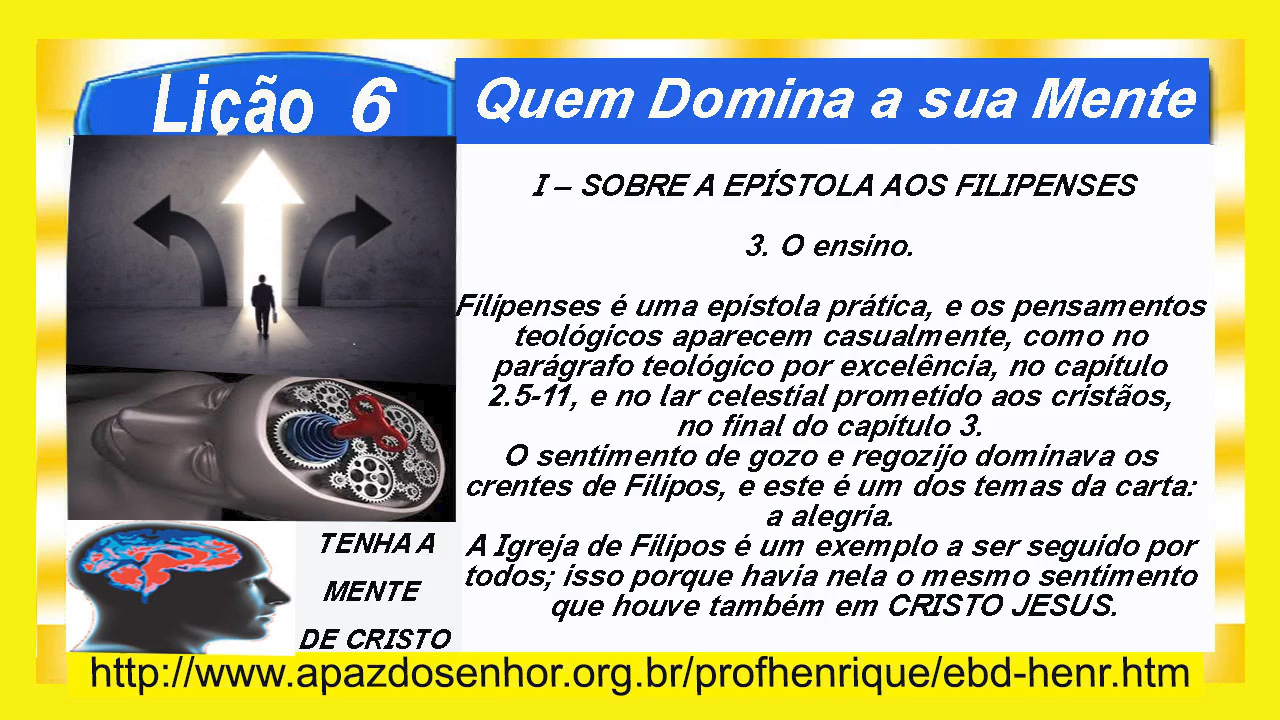 Lição 6
Quem Domina a sua Mente
I – SOBRE A EPÍSTOLA AOS FILIPENSES
3. O ensino.
Filipenses é uma epístola prática, e os pensamentos
teológicos aparecem casualmente, como no
parágrafo teológico por excelência, no capítulo
2.5-11, e no lar celestial prometido aos cristãos,
no final do capítulo 3.
O sentimento de gozo e regozijo dominava os
crentes de Filipos, e este é um dos temas da carta:
a alegria.
A Igreja de Filipos é um exemplo a ser seguido por
todos; isso porque havia nela o mesmo sentimento
que houve também em CRISTO JESUS.
TENHA A
MENTE
DE CRISTO
http://www.apazdosenhor.org.br/profhenrique/ebd-henr.htm